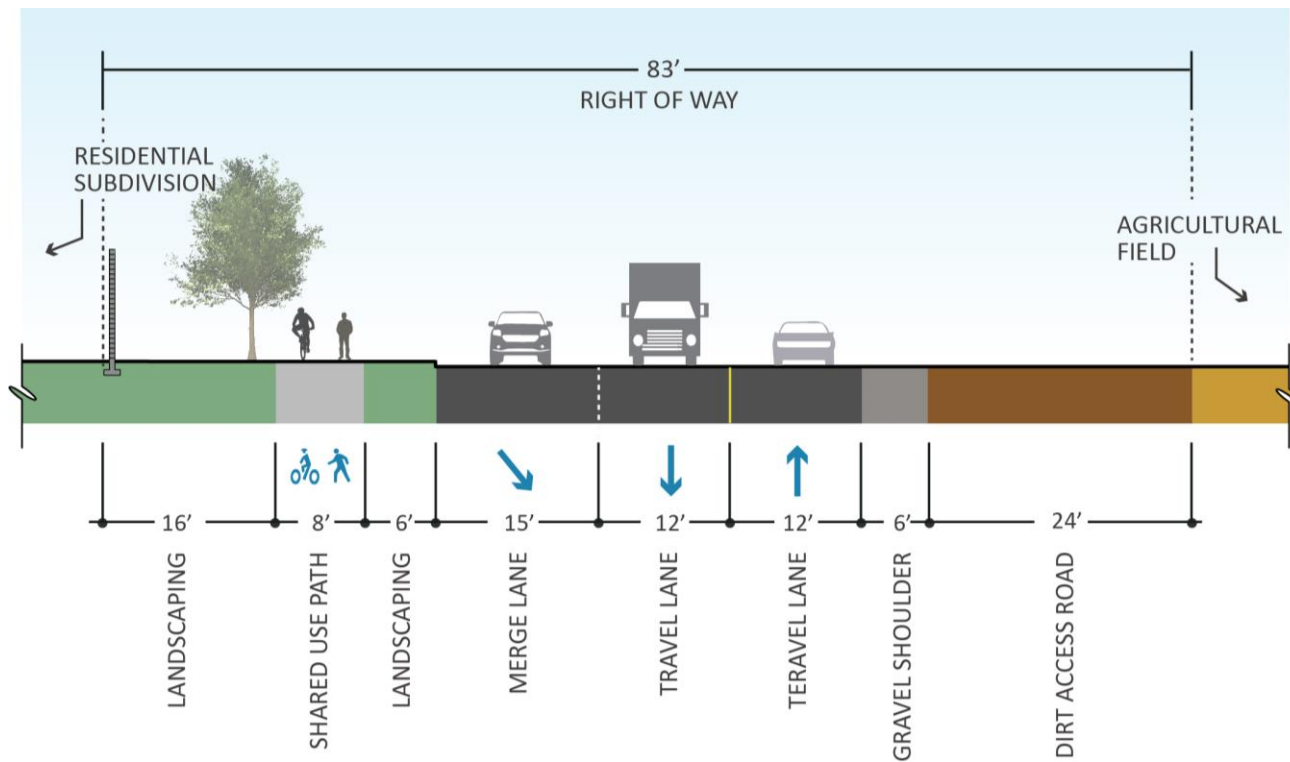 83’
RIGHT OF WAY
RESIDENTIAL
SUBDIVISION
AGRICULTURAL
FIELD
16’
8’
6’
15’
12’
12’
6’
24’
LANDSCAPING
SHARED USE PATH
LANDSCAPING
MERGE LANE
TRAVEL LANE
TERAVEL LANE
GRAVEL SHOULDER
DIRT ACCESS ROAD